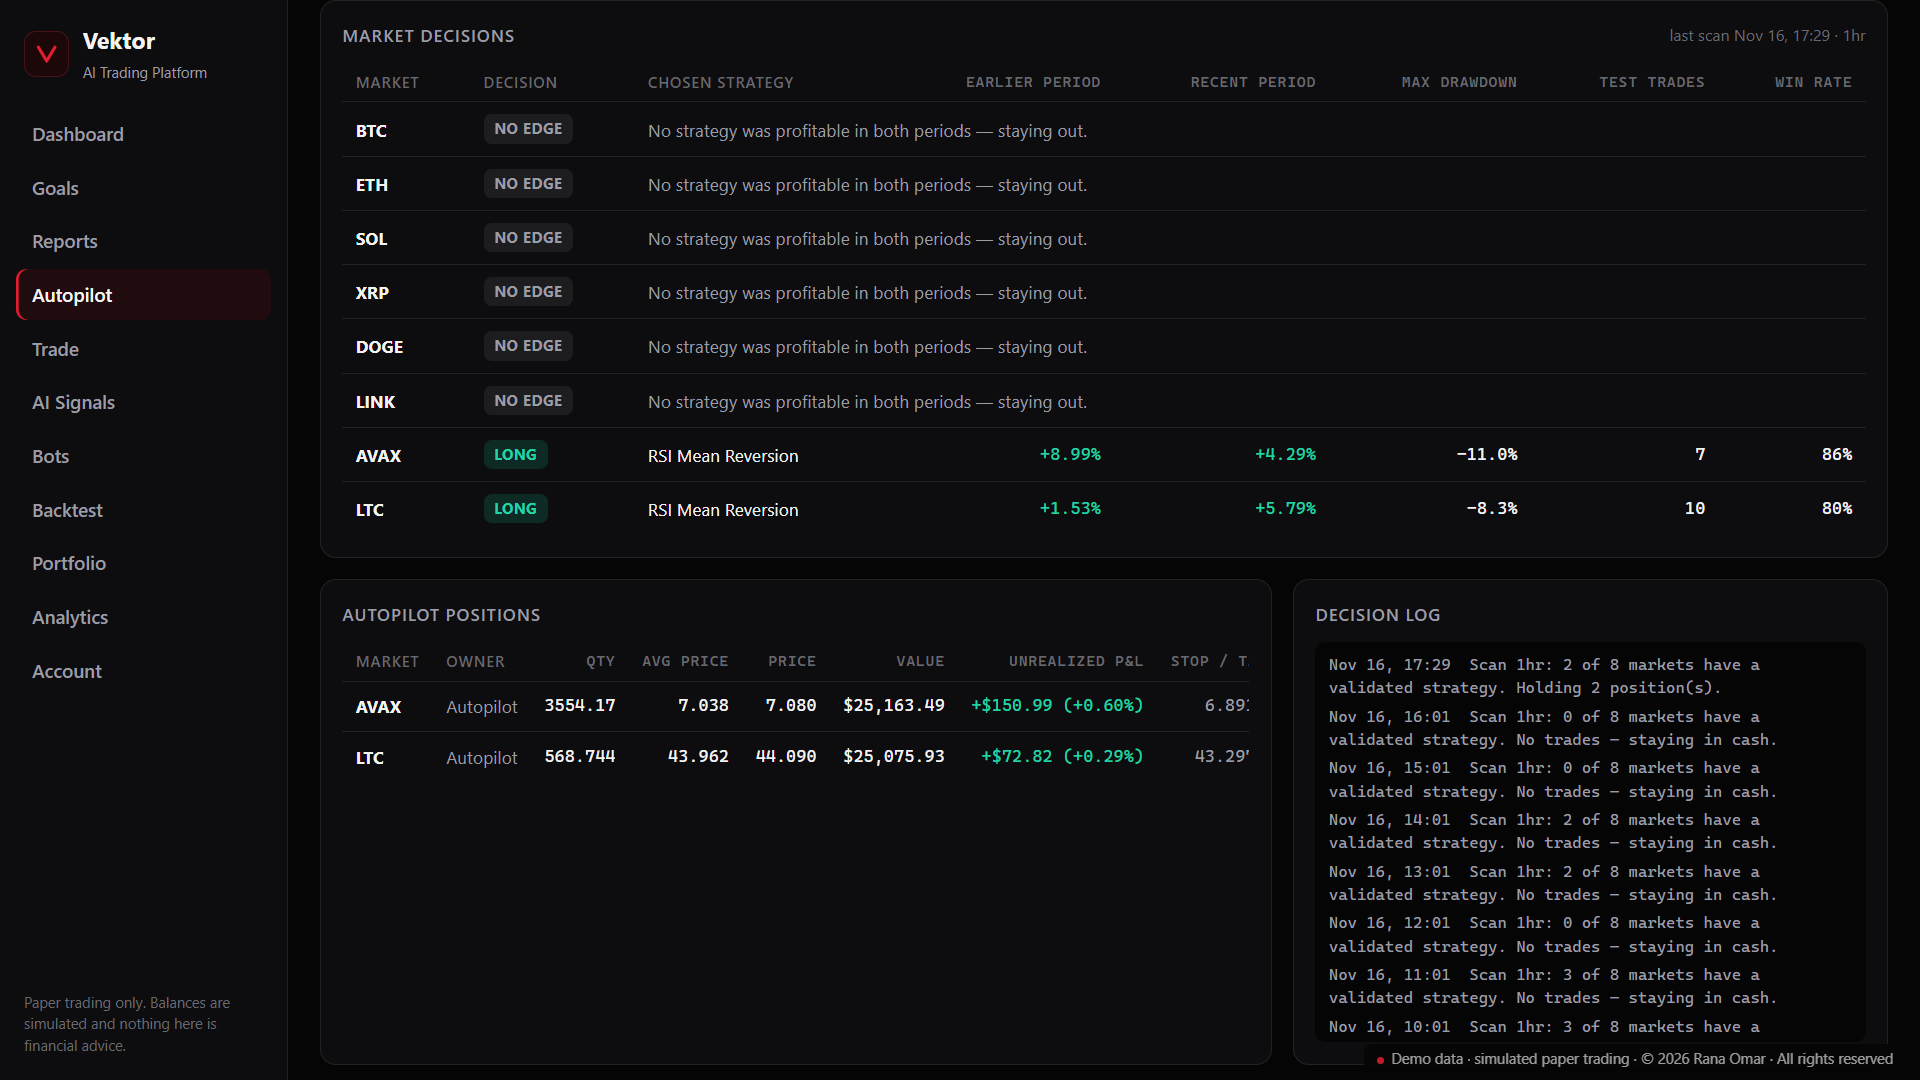 Vektor
AI Trading Platform
Dashboard
Goals
Reports
Autopilot
Trade
AI Signals
Bots
Backtest
Portfolio
Analytics
Account
Paper trading only. Balances are
simulated and nothing here is
financial advice.
MARKET DECISIONS
last scan Nov 16, 17:29 · 1hr
MARKET DECISION CHOSEN STRATEGY EARLIER PERIOD RECENT PERIOD MAX DRAWDOWN TEST TRADES WIN RATE
BTC NO EDGE No strategy was profitable in both periods — staying out.
ETH NO EDGE No strategy was profitable in both periods — staying out.
SOL NO EDGE No strategy was profitable in both periods — staying out.
XRP NO EDGE No strategy was profitable in both periods — staying out.
DOGE NO EDGE No strategy was profitable in both periods — staying out.
LINK NO EDGE No strategy was profitable in both periods — staying out.
AVAX LONG RSI Mean Reversion +8.99% +4.29% −11.0% 7 86%
LTC LONG RSI Mean Reversion +1.53% +5.79% −8.3% 10 80%
AUTOPILOT POSITIONS
MARKET OWNER QTY AVG PRICE PRICE VALUE UNREALIZED P&L STOP / T
AVAX Autopilot 3554.17 7.038 7.080 $25,163.49 +$150.99 (+0.60%) 6.891
LTC Autopilot 568.744 43.962 44.090 $25,075.93 +$72.82 (+0.29%) 43.297
DECISION LOG
Nov 16, 17:29 Scan 1hr: 2 of 8 markets have a
validated strategy. Holding 2 position(s).
Nov 16, 16:01 Scan 1hr: 0 of 8 markets have a
validated strategy. No trades — staying in cash.
Nov 16, 15:01 Scan 1hr: 0 of 8 markets have a
validated strategy. No trades — staying in cash.
Nov 16, 14:01 Scan 1hr: 2 of 8 markets have a
validated strategy. No trades — staying in cash.
Nov 16, 13:01 Scan 1hr: 2 of 8 markets have a
validated strategy. No trades — staying in cash.
Nov 16, 12:01 Scan 1hr: 0 of 8 markets have a
validated strategy. No trades — staying in cash.
Nov 16, 11:01 Scan 1hr: 3 of 8 markets have a
validated strategy. No trades — staying in cash.
Nov 16, 10:01 Scan 1hr: 3 of 8 markets have a
Demo data · simulated paper trading · © 2026 Rana Omar · All rights reserved